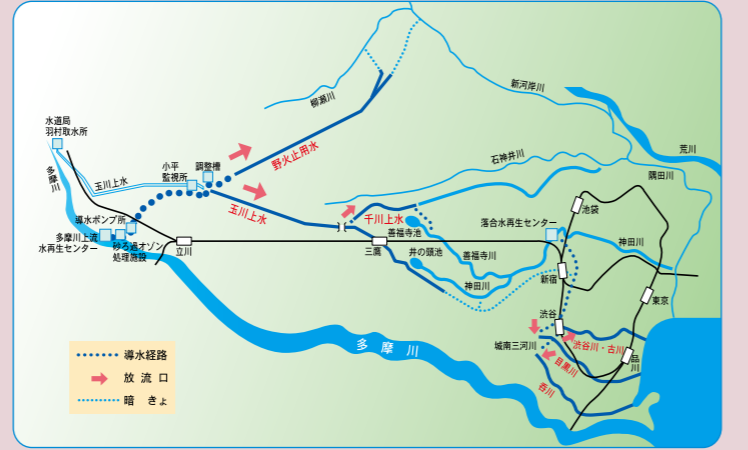 新河岸川
柳瀬川
水道局
羽村取水所
荒川
石神井川
野火止用水
小平
監視所
調整槽
多摩川
玉川上水
隅田川
玉川上水
池袋
千川上水
導水ポンプ所
落合水再生センター
善福寺池
多摩川上流
水再生センター
砂ろ過オゾン
処理施設
立川
三鷹
井の頭池
善福寺川
神田川
新宿
神田川
東京
渋谷
多摩川
城南三河川
渋谷川・古川
目黒川
品川
呑川
導水経路
放流口
暗きょ